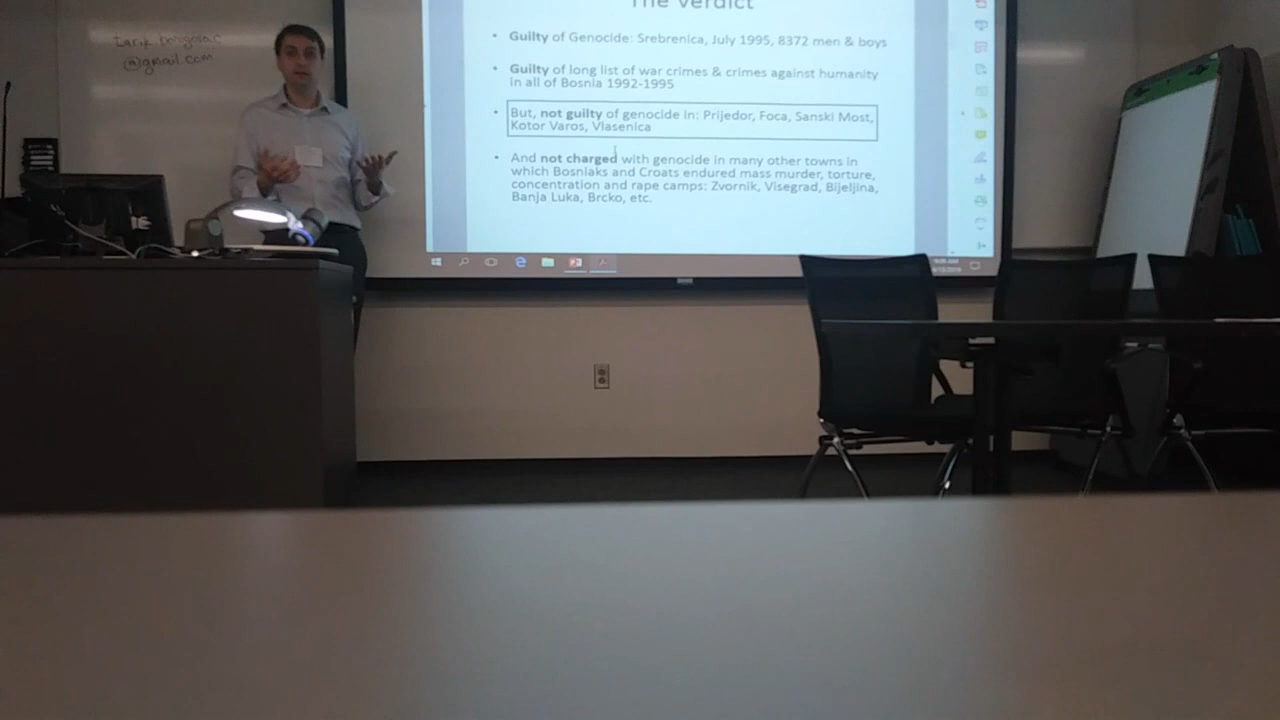 @gmail.com
The Verdict
• Guilty of Genocide: Srebrenica, July 1995, 8372 men & boys
• Guilty of long list of war crimes & crimes against humanity
in all of Bosnia 1992-1995
• But, not guilty of genocide in: Prijedor, Foca, Sanski Most,
Kotor Varos, Vlasenica
• And not charged with genocide in many other towns in
which Bosniaks and Croats endured mass murder, torture,
concentration and rape camps: Zvornik, Visegrad, Bijeljina,
Banja Luka, Brcko, etc.